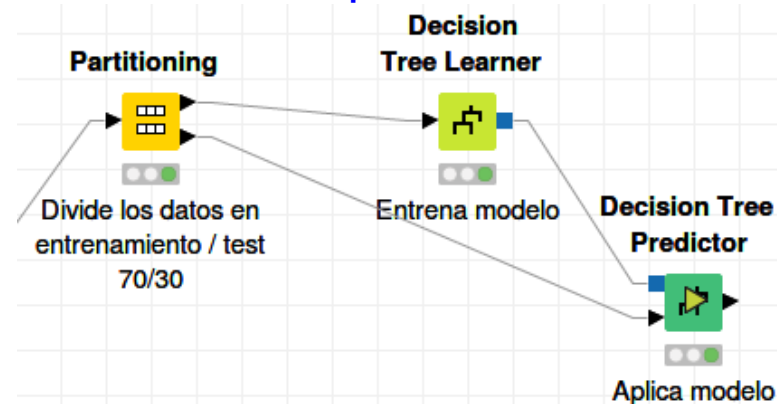 Partitioning
Divide los datos en
entrenamiento / test
70/30
Decision
Tree Learner
Entrena modelo
Decision Tree
Predictor
Aplica modelo